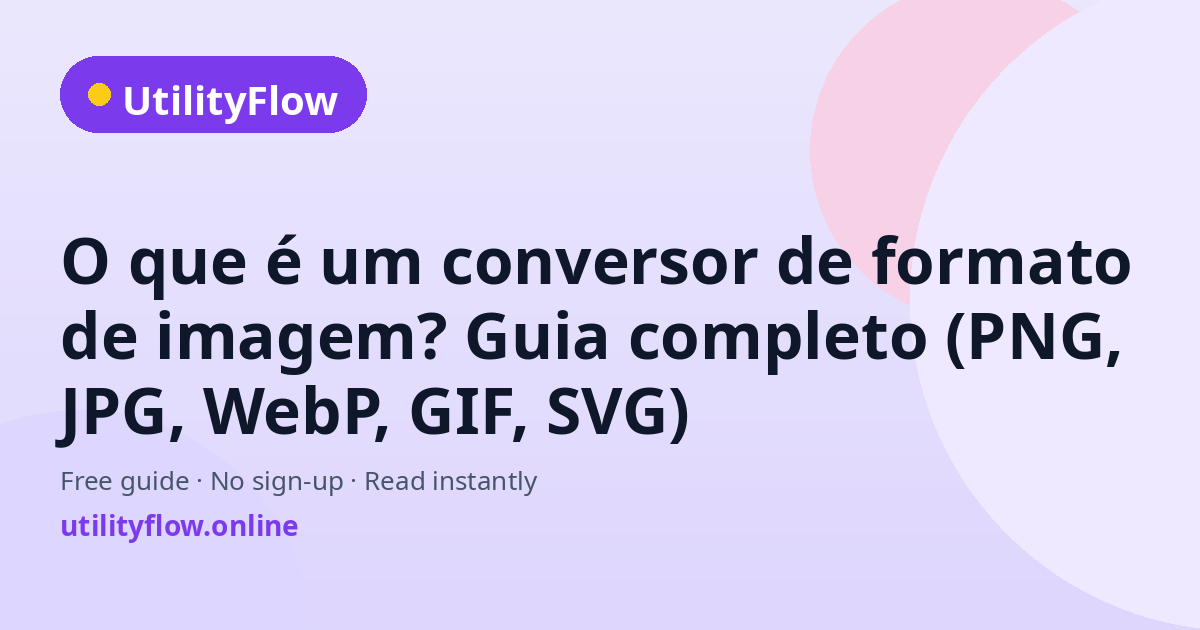 UtilityFlow
O que é um conversor de formato
de imagem? Guia completo (PNG,
JPG, WebP, GIF, SVG)
Free guide · No sign-up · Read instantly
utilityflow.online